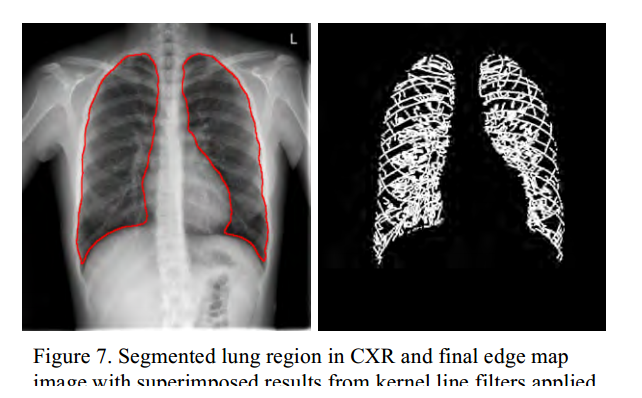 L
Figure 7. Segmented lung region in CXR and final edge map
image with superimposed results from kernel line filters applied